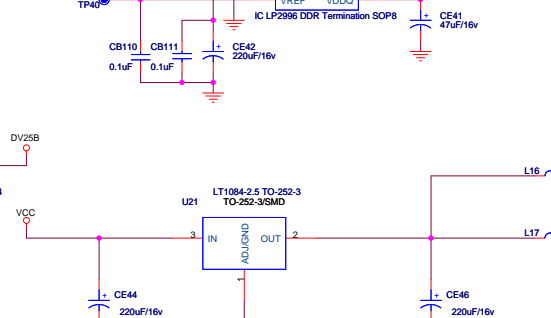 TP40
VREF
VDDQ
IC LP2996 DDR Termination SOP8
CE41
47uF/16v
CB110
CB111
CE42
220uF/16v
0.1uF
0.1uF
DV25B
L16
LT1084-2.5 TO-252-3
U21
TO-252-3/SMD
VCC
3
IN
ADJ/GND
OUT
2
L17
1
CE44
220uF/16v
CE46
220uF/16v